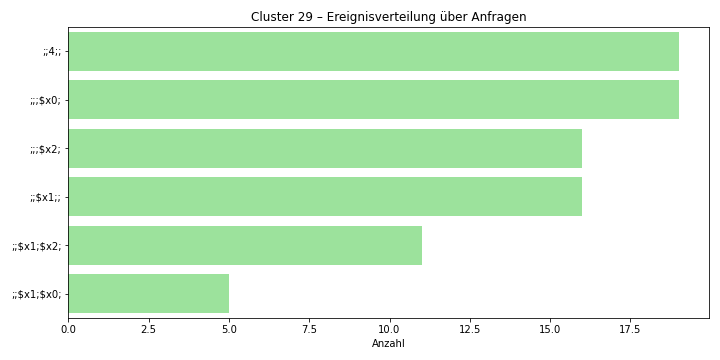 Cluster 29 – Ereignisverteilung über Anfragen
;;4;;
;;;$x0;
;;;$x2;
;;$x1;;
;;$x1;$x2;
;;$x1;$x0;
0.0 2.5 5.0 7.5 10.0 12.5 15.0 17.5
Anzahl